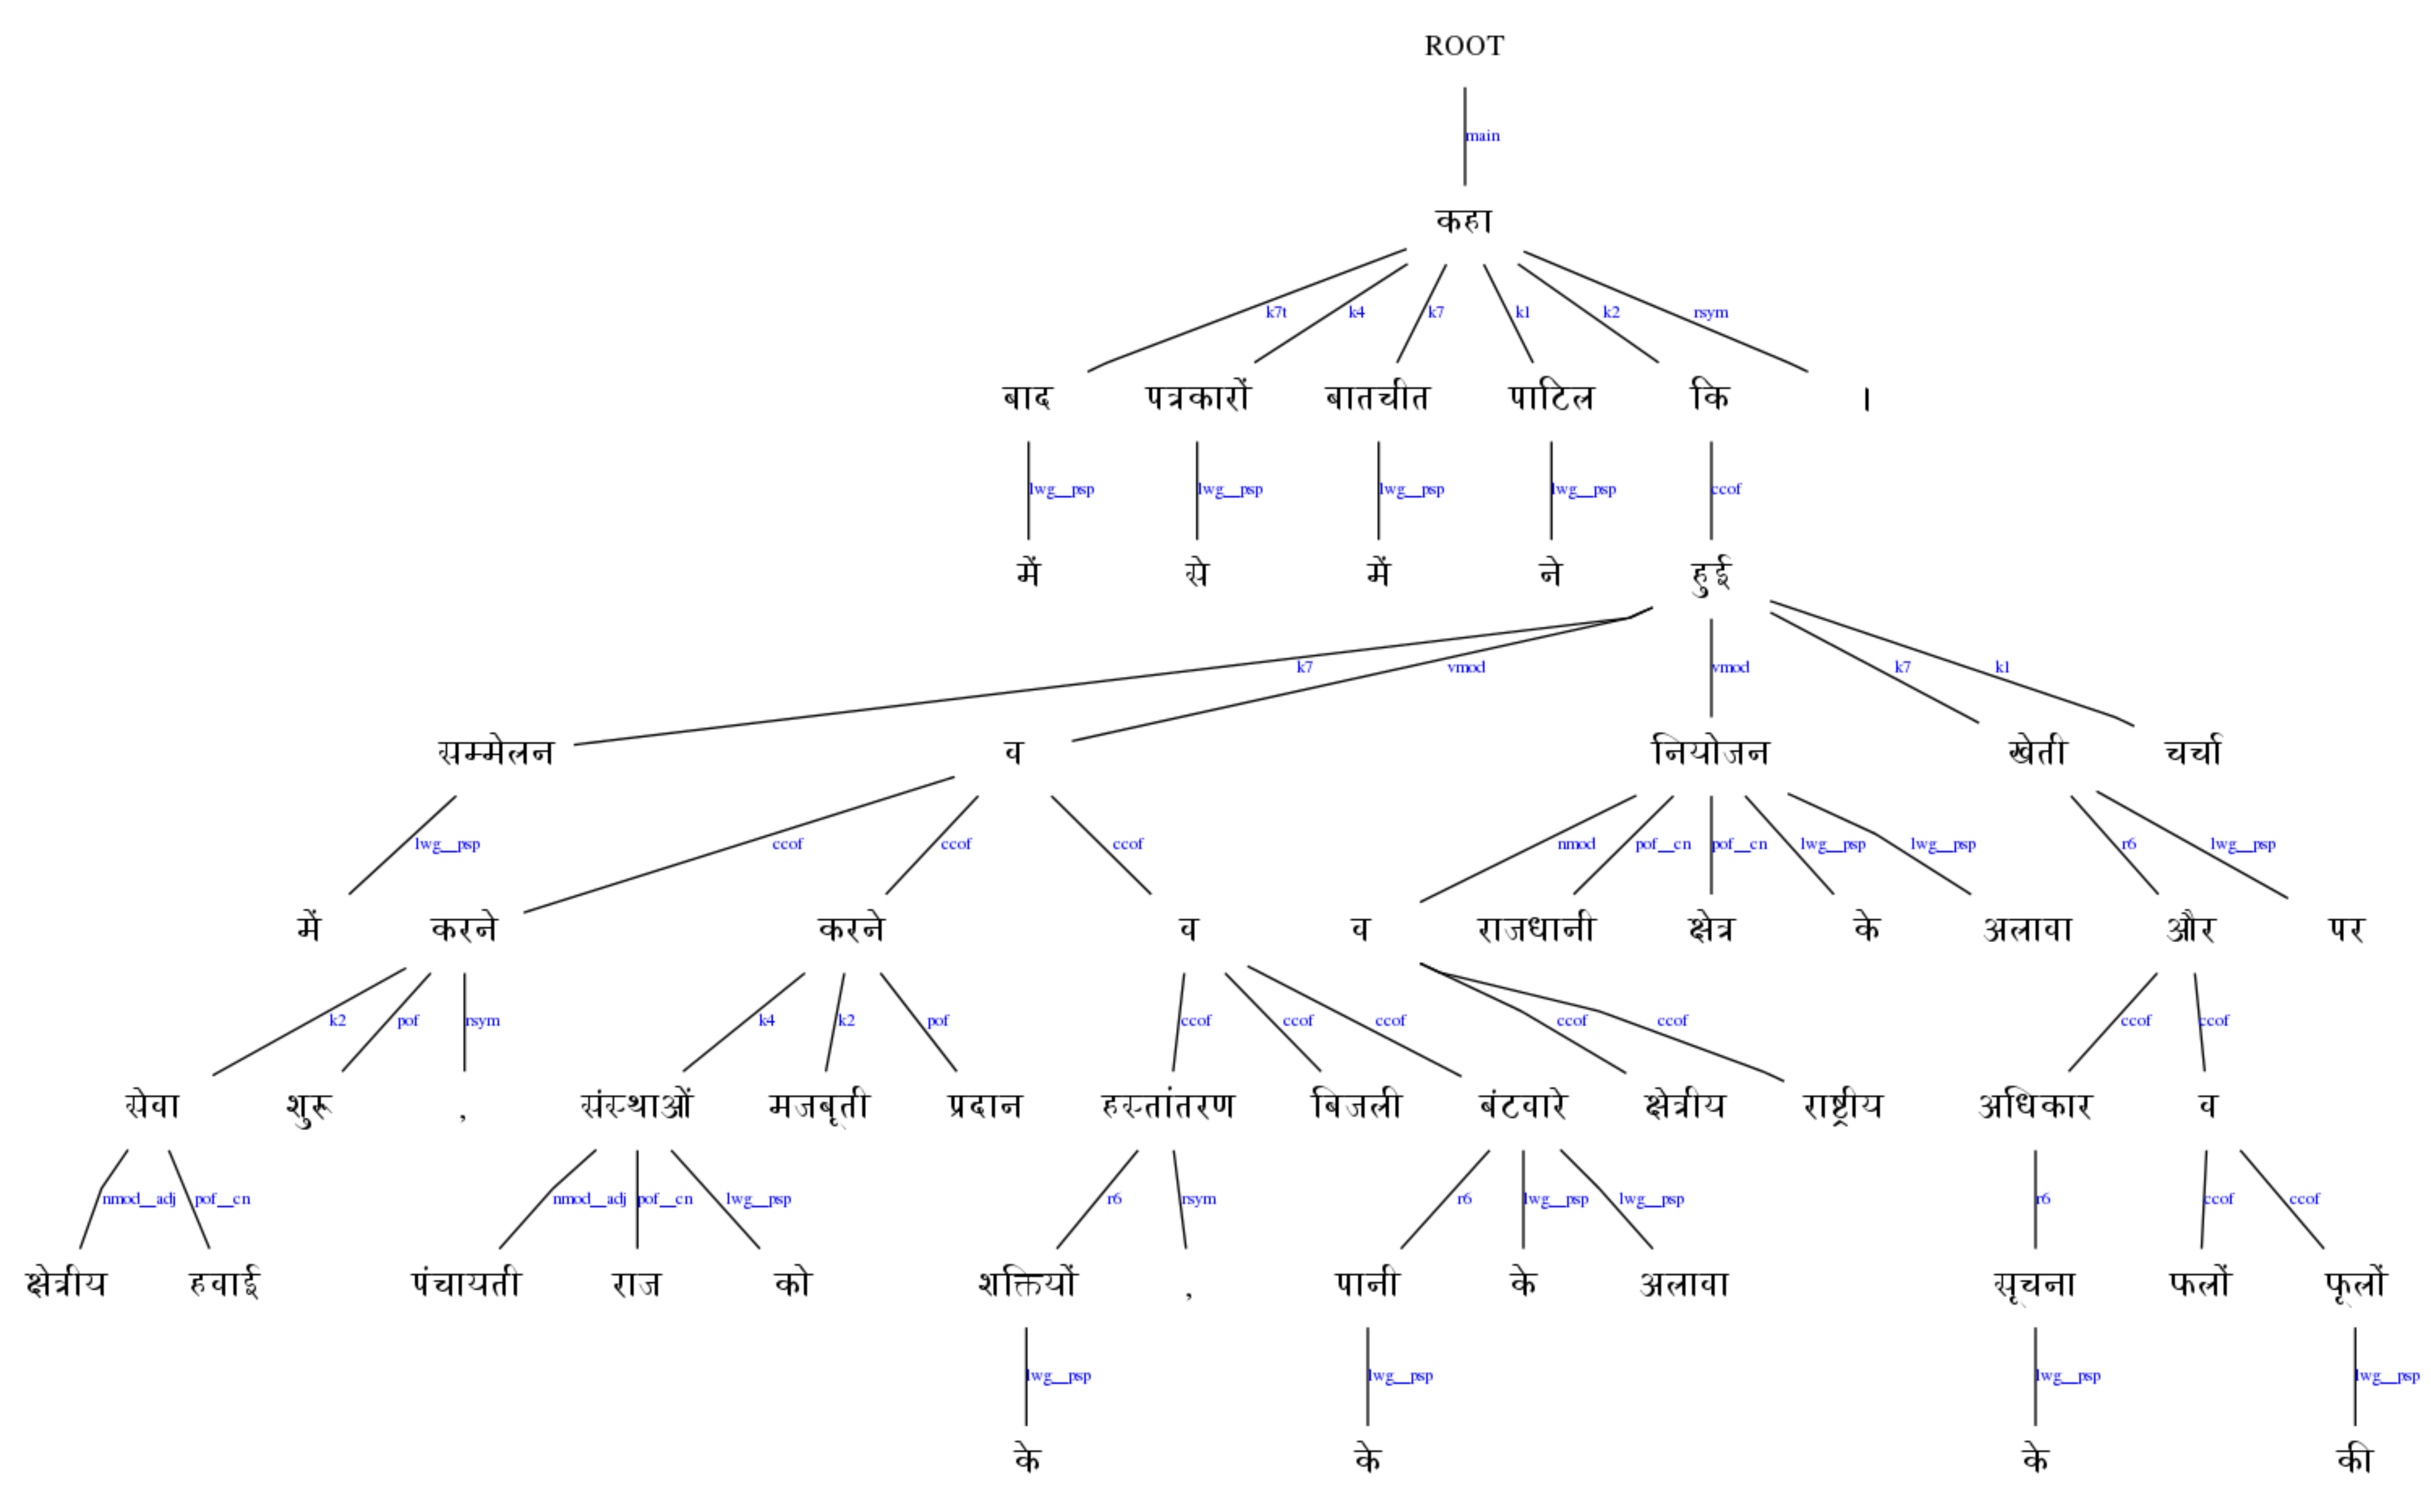 ROOT
main
कहा
k7t k4 k7 k1 k2 rsym
बाद पत्रकारों बातचीत पाटिल कि ।
lwg__psp lwg__psp lwg__psp lwg__psp ccof
में से में ने हुई
k7 vmod vmod k7 k1
सम्मेलन व नियोजन खेती चर्चा
lwg__psp ccof ccof ccof nmod pof__cn pof__cn lwg__psp lwg__psp r6 lwg__psp
में करने करने व व राजधानी क्षेत्र के अलावा और पर
k2 pof rsym k4 k2 pof ccof ccof ccof ccof ccof ccof ccof
सेवा शुरू , संस्थाओं मजबूती प्रदान हस्तांतरण बिजली बंटवारे क्षेत्रीय राष्ट्रीय अधिकार व
nmod__adj pof__cn nmod__adj pof__cn lwg__psp r6 rsym r6 lwg__psp lwg__psp r6 ccof ccof
क्षेत्रीय हवाई पंचायती राज को शक्तियों , पानी के अलावा सूचना फलों फूलों
lwg__psp lwg__psp lwg__psp lwg__psp
के के के की